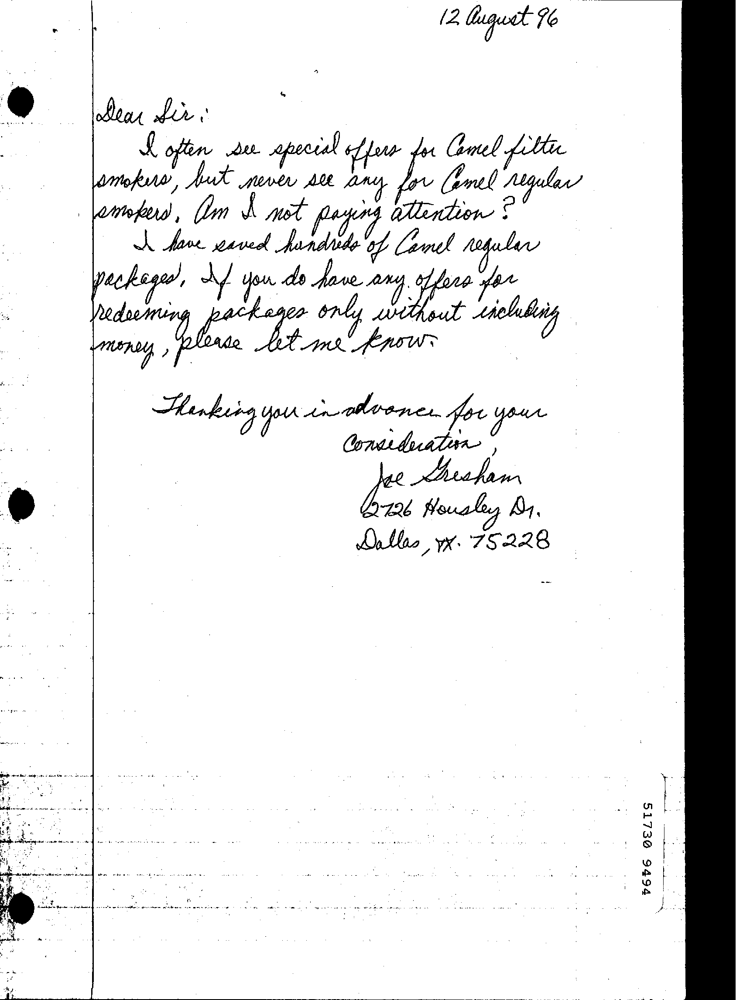 12 August 96
Dear Sir:
I often see special offers for Camel filter
smokers, but never see any for Camel regular
smokers. Am I not paying attention?
I have saved hundreds of Camel regular
packages. If you do have any offers for
redeeming packages only without including
money, please let me know.
Thanking you in advance for your
consideration,
Joe Gresham
2726 Housley Dr.
Dallas, TX. 75228
51730 9494